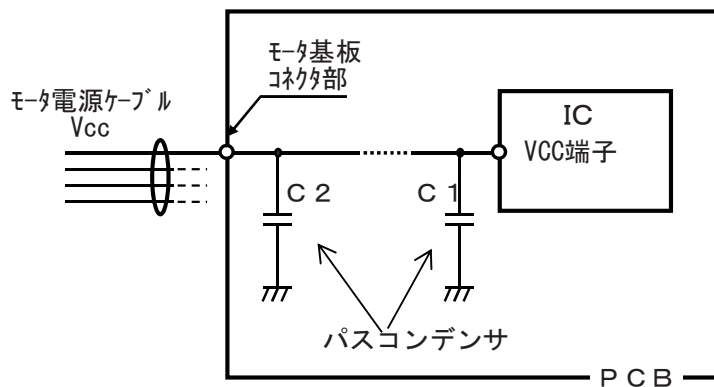 ﾓｰﾀ基板
ｺﾈｸﾀ部
ﾓｰﾀ電源ｹｰﾌﾞﾙ
Vcc
IC
VCC端子
Ｃ２
Ｃ１
パスコンデンサ
ＰＣＢ